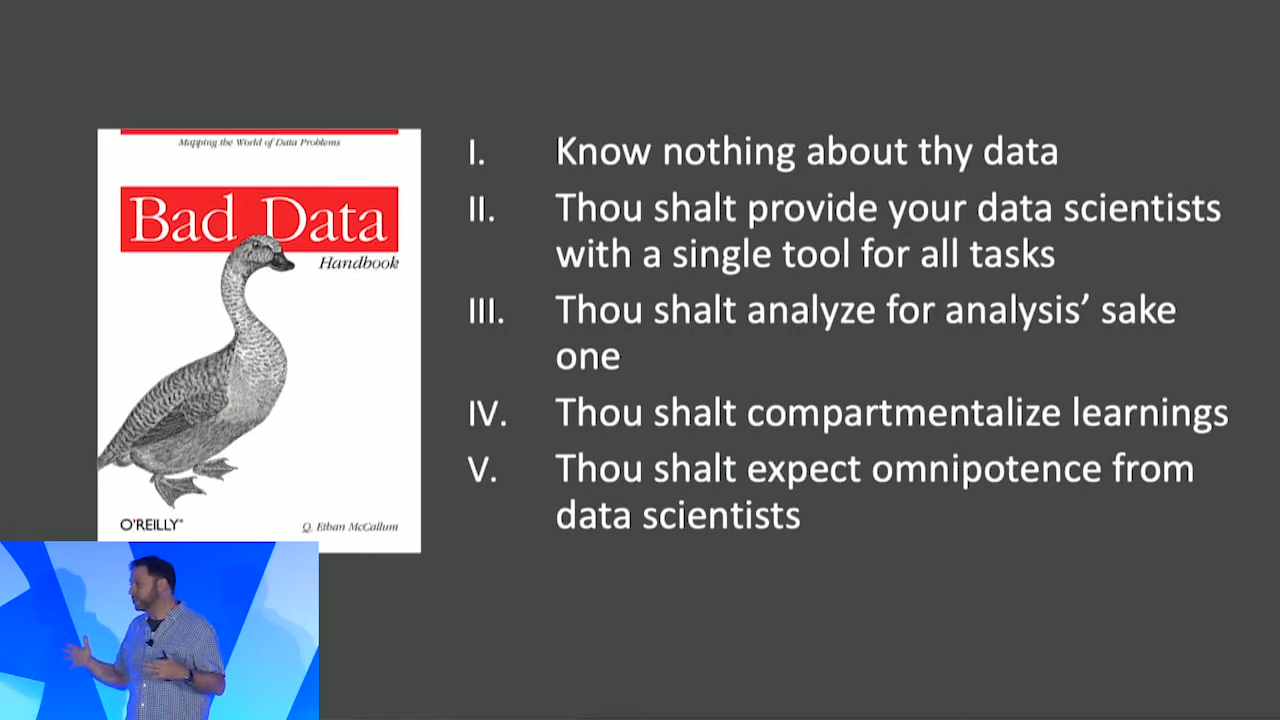 Mapping the World of Data Problems
Bad Data
Handbook
O'REILLY®
Q. Ethan McCallum
I. Know nothing about thy data
II. Thou shalt provide your data scientists
with a single tool for all tasks
III. Thou shalt analyze for analysis’ sake
one
IV. Thou shalt compartmentalize learnings
V. Thou shalt expect omnipotence from
data scientists